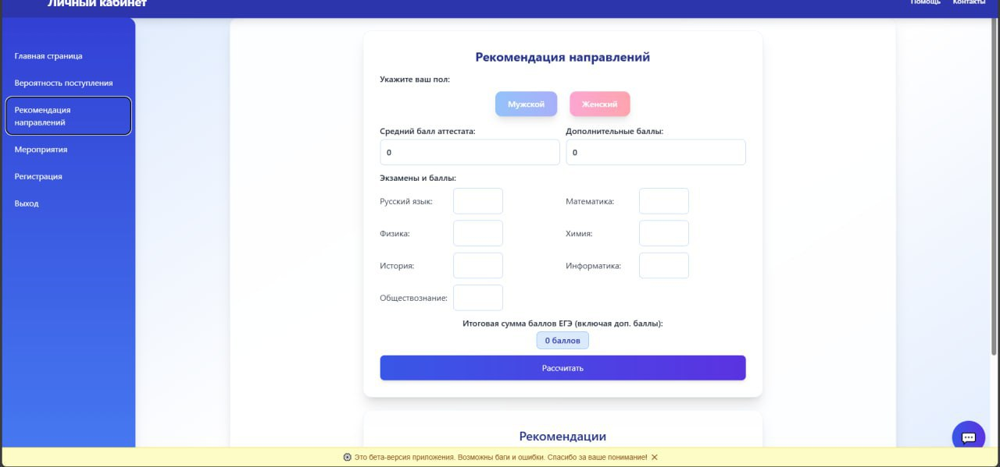 Личный кабинет
Помощь
Контакты
Главная страница
Вероятность поступления
Рекомендация
направлений
Мероприятия
Регистрация
Выход
Рекомендация направлений
Укажите ваш пол:
Мужской
Женский
Средний балл аттестата:
Дополнительные баллы:
0
0
Экзамены и баллы:
Русский язык:
Математика:
Физика:
Химия:
История:
Информатика:
Обществознание:
Итоговая сумма баллов ЕГЭ (включая доп. баллы):
0 баллов
Рассчитать
Рекомендации
Это бета-версия приложения. Возможны баги и ошибки. Спасибо за ваше понимание!